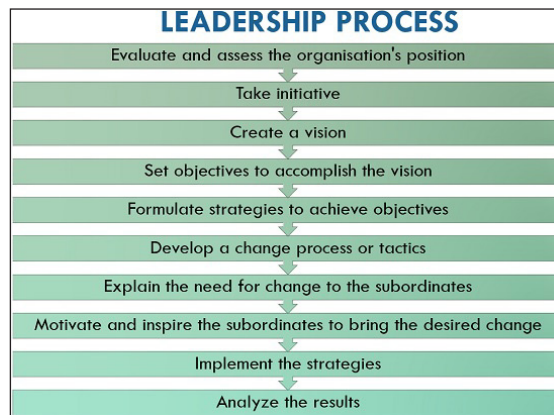 LEADERSHIP PROCESS
Evaluate and assess the organisation's position
Take initiative
Create a vision
Set objectives to accomplish the vision
Formulate strategies to achieve objectives
Develop a change process or tactics
Explain the need for change to the subordinates
Motivate and inspire the subordinates to bring the desired change
Implement the strategies
Analyze the results